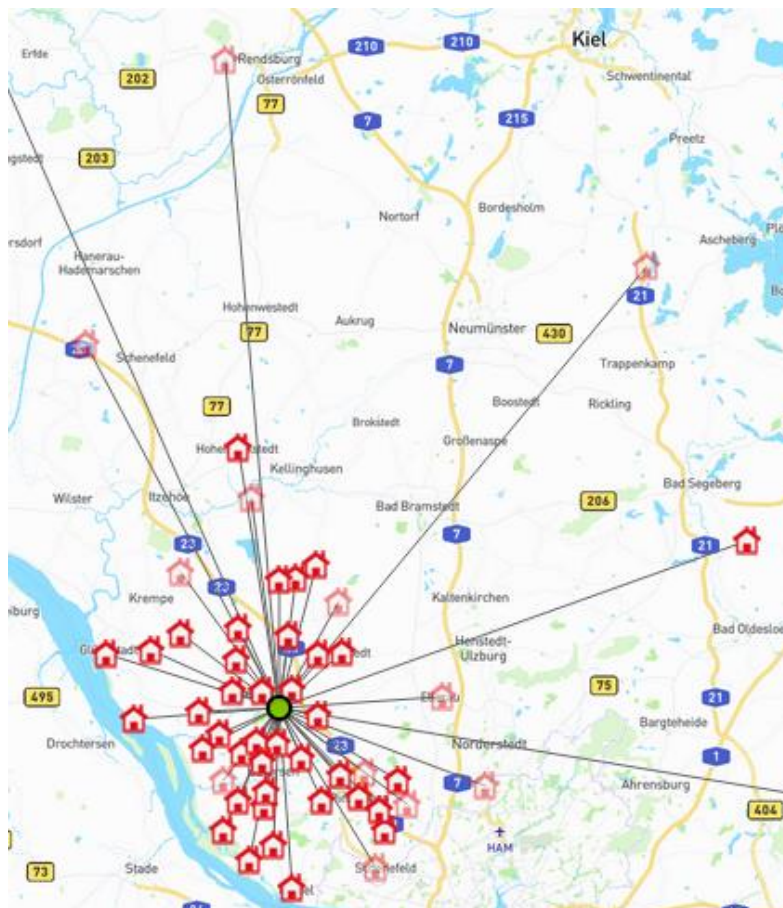 Erfde
Rendsburg
210
210
Kiel
202
Osterrönfeld
Schwentinental
77
7
215
Preetz
203
Nortorf
Bordesholm
Ascheberg
Hanerau-
Hademarschen
21
Hohenwestedt
77
Aukrug
Neumünster
430
Schenefeld
7
Trappenkamp
77
Boostedt
Rickling
Brokstedt
Großenaspe
Kellinghusen
Wilster
Itzehoe
Bad Bramstedt
206
Bad Segeberg
23
7
21
23
Krempe
Kaltenkirchen
Henstedt-
Ulzburg
Bad Oldesloe
495
75
21
Bargteheide
Drochtersen
23
Norderstedt
1
7
Ahrensburg
404
HAM
73
Stade